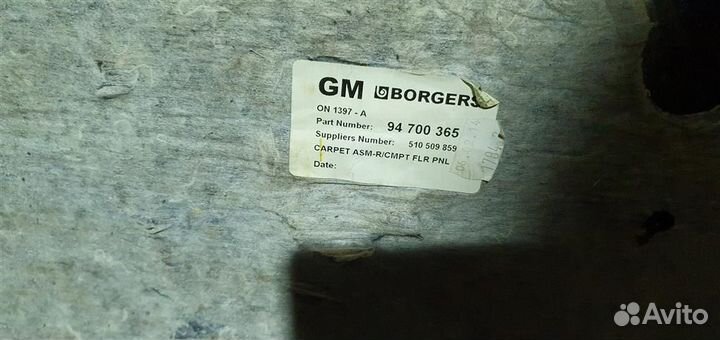 GM BORGERS
ON 1397 - A
Part Number: 94 700 365
Suppliers Number: 510 509 859
CARPET ASM-R/CMPT FLR PNL
Date:
Avito